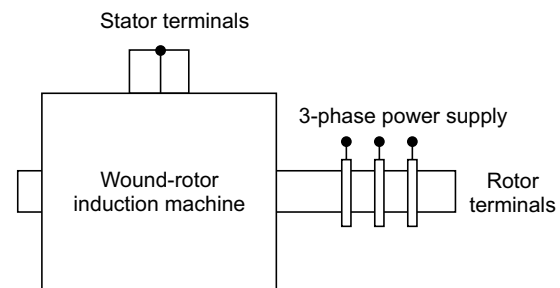 Stator terminals
3-phase power supply
Wound-rotor
induction machine
Rotor
terminals